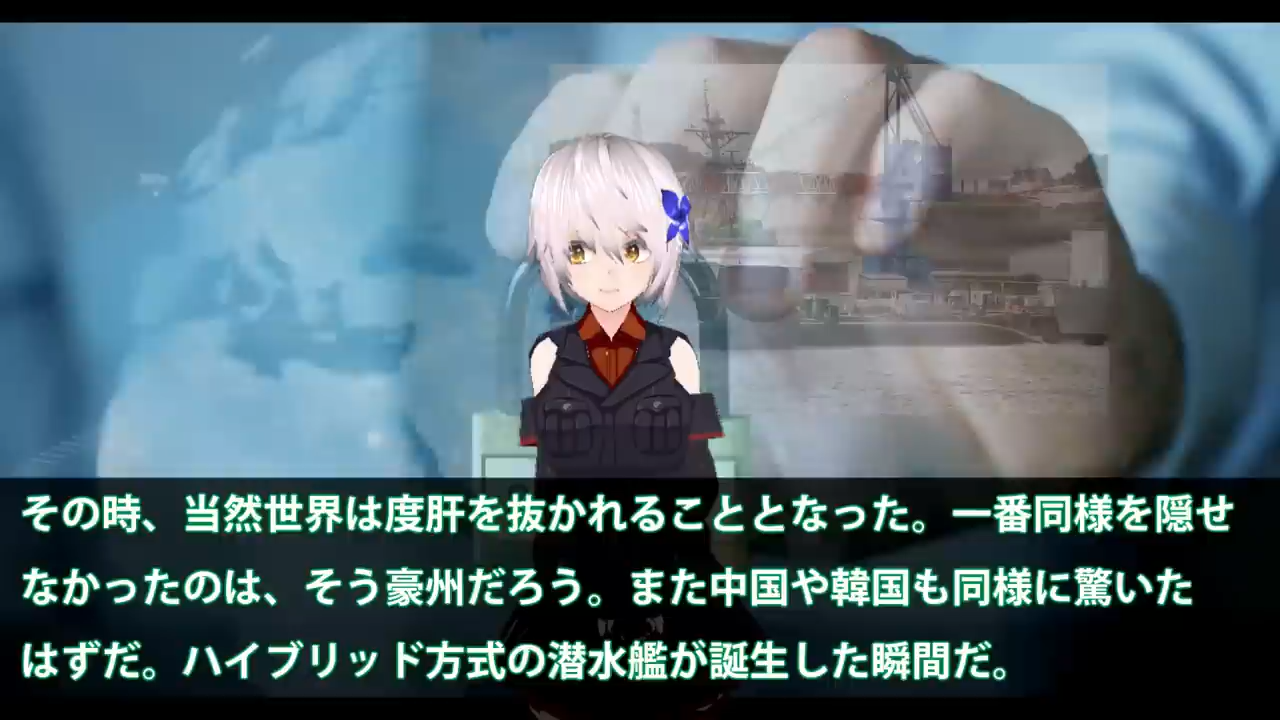 その時、当然世界は度肝を抜かれることとなった。一番同様を隠せ
なかったのは、そう豪州だろう。また中国や韓国も同様に驚いた
はずだ。ハイブリッド方式の潜水艦が誕生した瞬間だ。